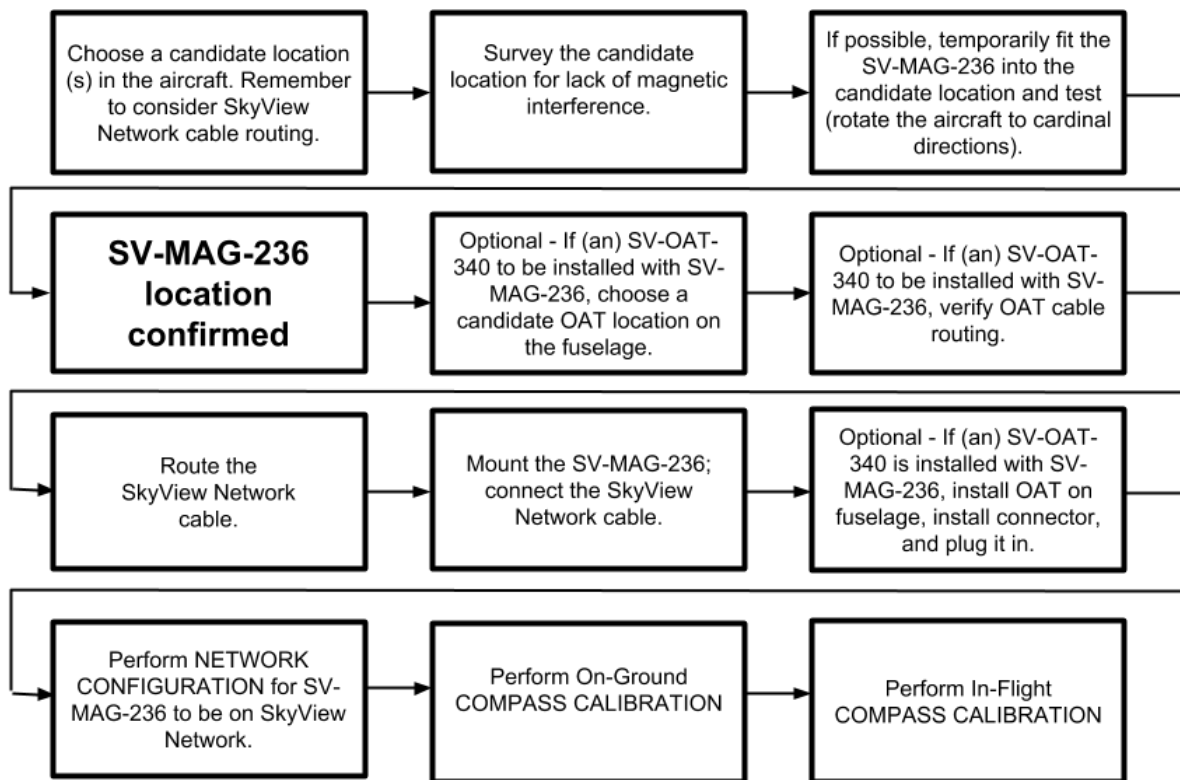 Choose a candidate location
(s) in the aircraft. Remember
to consider SkyView
Network cable routing.
Survey the candidate
location for lack of magnetic
interference.
If possible, temporarily fit the
SV-MAG-236 into the
candidate location and test
(rotate the aircraft to cardinal
directions).
SV-MAG-236
location
confirmed
Optional - If (an) SV-OAT-
340 to be installed with SV-
MAG-236, choose a
candidate OAT location on
the fuselage.
Optional - If (an) SV-OAT-
340 to be installed with SV-
MAG-236, verify OAT cable
routing.
Route the
SkyView Network
cable.
Mount the SV-MAG-236;
connect the SkyView
Network cable.
Optional - If (an) SV-OAT-
340 is installed with SV-
MAG-236, install OAT on
fuselage, install connector,
and plug it in.
Perform NETWORK
CONFIGURATION for SV-
MAG-236 to be on SkyView
Network.
Perform On-Ground
COMPASS CALIBRATION
Perform In-Flight
COMPASS CALIBRATION